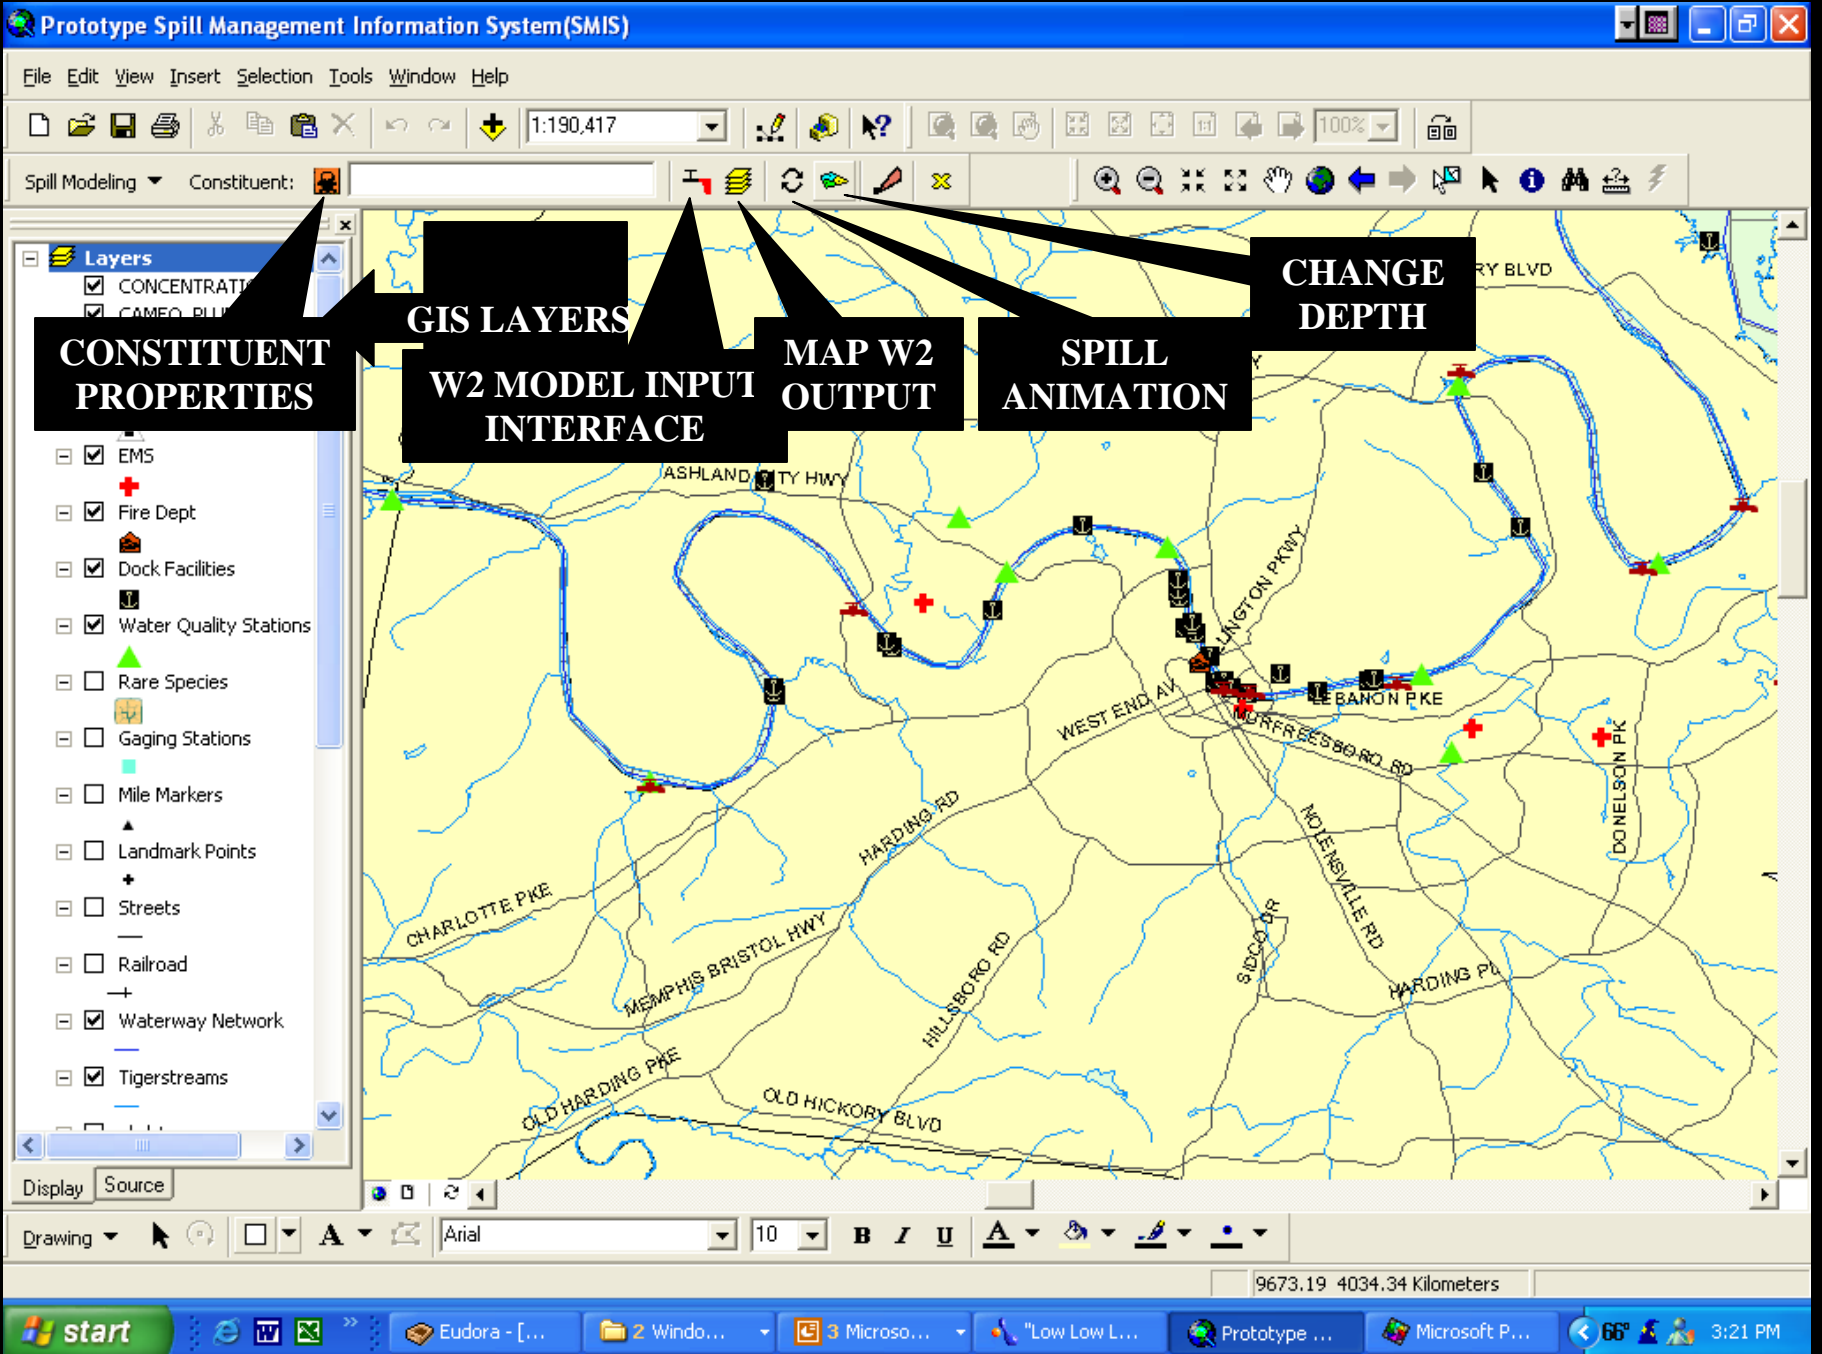 Prototype Spill Management Information System(SMIS)
File Edit View Insert Selection Tools Window Help
1:190,417
100%
Spill Modeling Constituent:
Layers
CONCENTRATI
CONSTITUENT
PROPERTIES
GIS LAYERS
W2 MODEL INPUT
INTERFACE
MAP W2
OUTPUT
SPILL
ANIMATION
CHANGE
DEPTH
EMS
Fire Dept
Dock Facilities
Water Quality Stations
Rare Species
Gaging Stations
Mile Markers
Landmark Points
Streets
Railroad
Waterway Network
Tigerstreams
Display Source
RY BLVD
ASHLAND CITY HWY
LLINGTON PKWY
WEST END AV
LEBANON PKE
MURFREESBORO RD
DONELSON PK
HARDING RD
NOLENSVILLE RD
CHARLOTTE PKE
MEMPHIS BRISTOL HWY
HILLSBORO RD
SIDCO DR
HARDING PL
OLD HARDING PKE
OLD HICKORY BLVD
Drawing
A
Arial
10
B I U A
9673.19 4034.34 Kilometers
start
Eudora - [...
2 Windo...
3 Microso...
"Low Low L...
Prototype ...
Microsoft P...
66°
3:21 PM